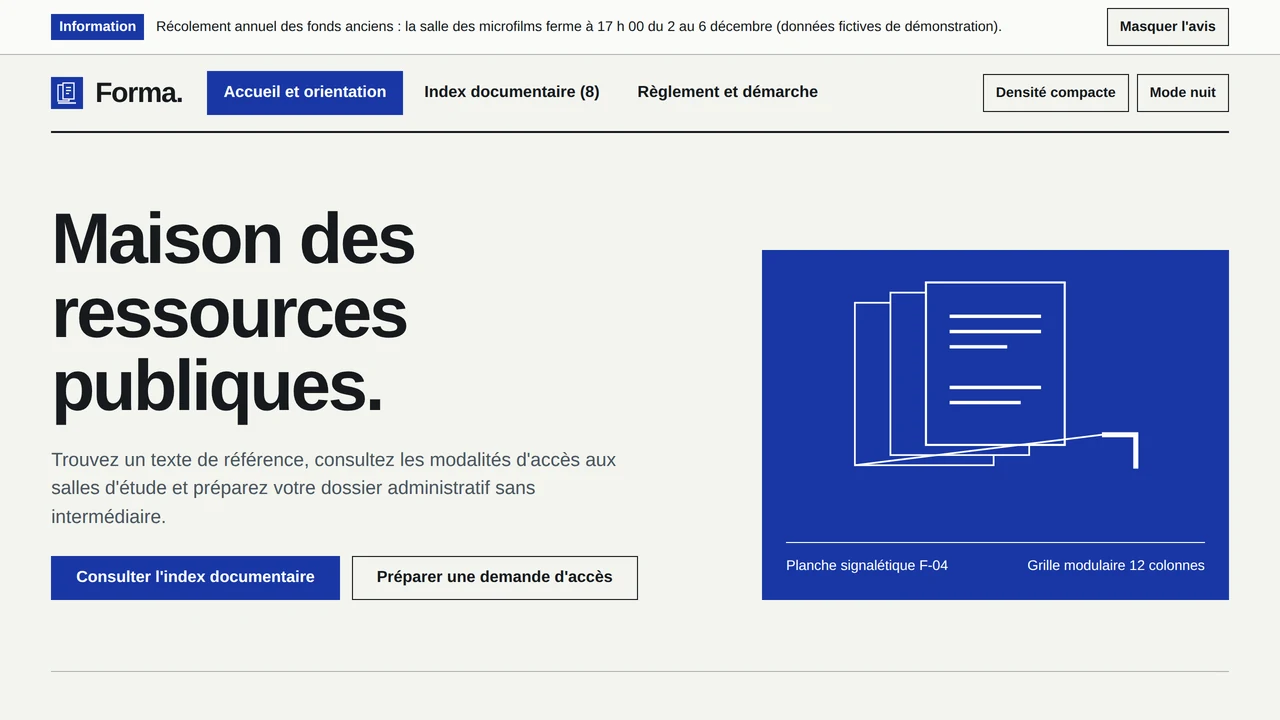 Information
Récolement annuel des fonds anciens : la salle des microfilms ferme à 17 h 00 du 2 au 6 décembre (données fictives de démonstration).
Masquer l'avis
Forma.
Accueil et orientation
Index documentaire (8)
Règlement et démarche
Densité compacte
Mode nuit
Maison des
ressources
publiques.
Trouvez un texte de référence, consultez les modalités d'accès aux
salles d'étude et préparez votre dossier administratif sans
intermédiaire.
Consulter l'index documentaire
Préparer une demande d'accès
Planche signalétique F-04
Grille modulaire 12 colonnes